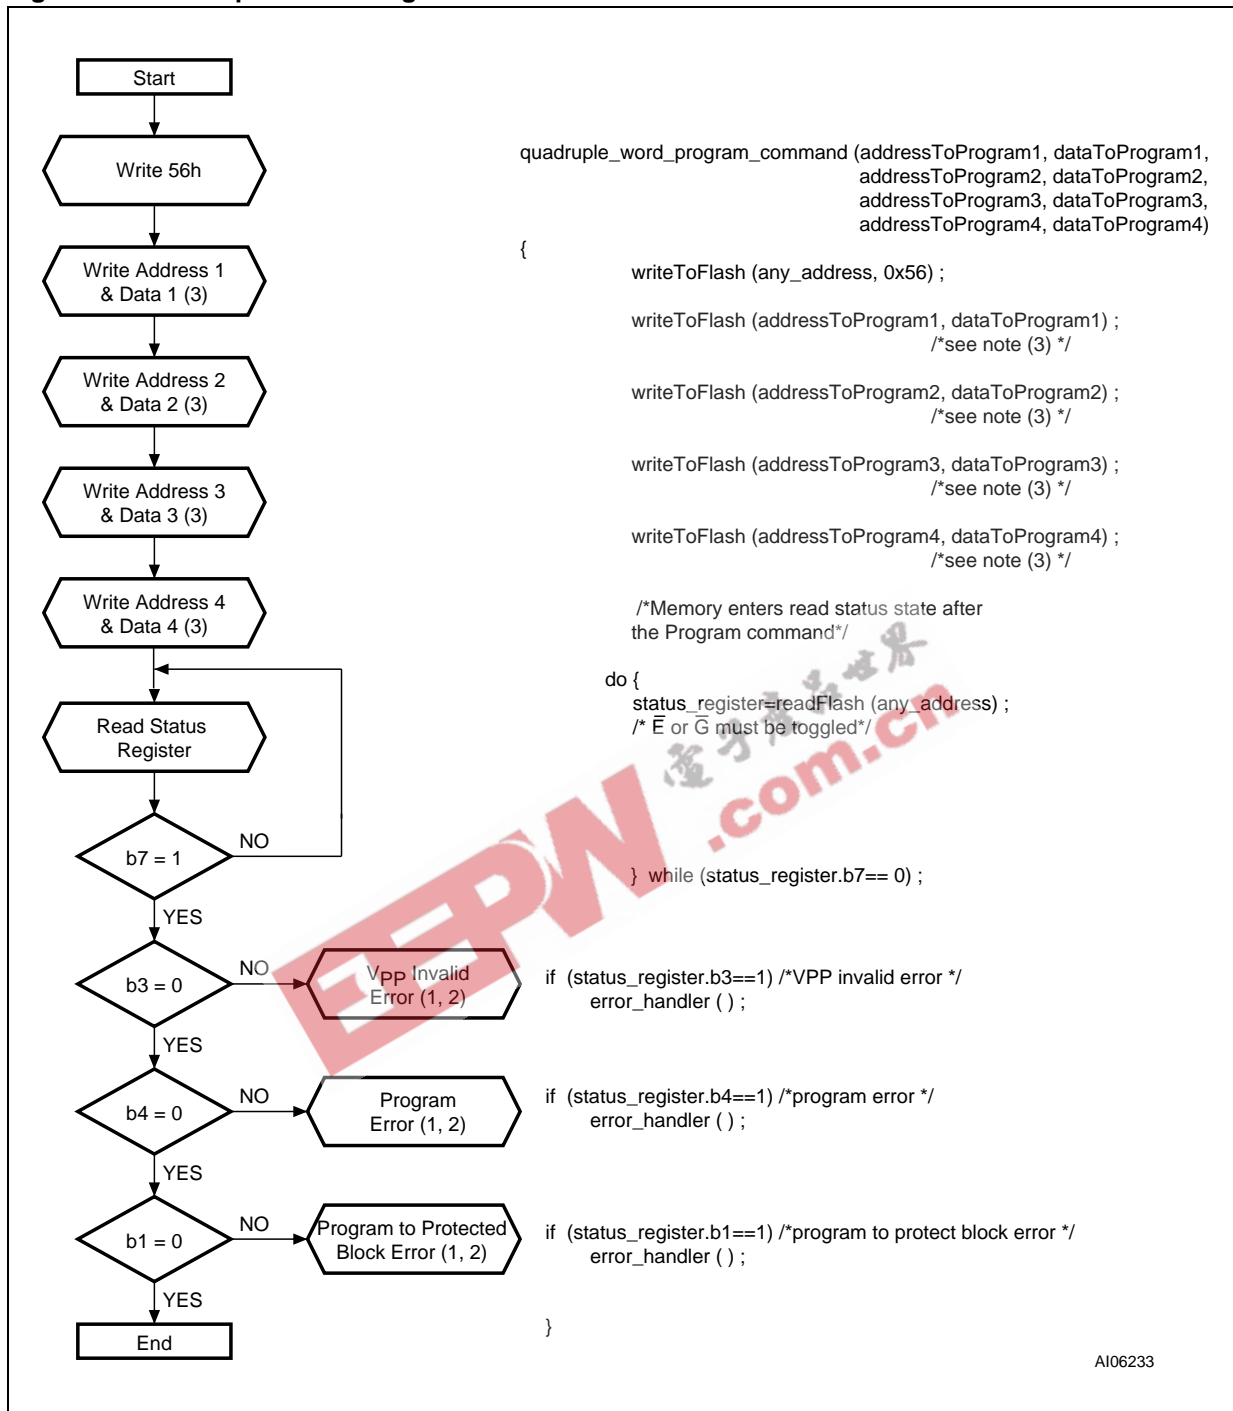 Start
Write 56h
Write Address 1
& Data 1 (3)
Write Address 2
& Data 2 (3)
Write Address 3
& Data 3 (3)
Write Address 4
& Data 4 (3)
Read Status
Register
b7 = 1
NO
YES
b3 = 0
NO
VPP Invalid
Error (1, 2)
YES
b4 = 0
NO
Program
Error (1, 2)
YES
b1 = 0
NO
Program to Protected
Block Error (1, 2)
YES
End
quadruple_word_program_command (addressToProgram1, dataToProgram1,
addressToProgram2, dataToProgram2,
addressToProgram3, dataToProgram3,
addressToProgram4, dataToProgram4)
{
writeToFlash (any_address, 0x56) ;
writeToFlash (addressToProgram1, dataToProgram1) ;
/*see note (3) */
writeToFlash (addressToProgram2, dataToProgram2) ;
/*see note (3) */
writeToFlash (addressToProgram3, dataToProgram3) ;
/*see note (3) */
writeToFlash (addressToProgram4, dataToProgram4) ;
/*see note (3) */
/*Memory enters read status state after
the Program command*/
do {
status_register=readFlash (any_address) ;
/* E̅ or G̅ must be toggled*/
} while (status_register.b7== 0) ;
if (status_register.b3==1) /*VPP invalid error */
error_handler ( ) ;
if (status_register.b4==1) /*program error */
error_handler ( ) ;
if (status_register.b1==1) /*program to protect block error */
error_handler ( ) ;
}
AI06233
EEPW
電子產品世界
.com.cn